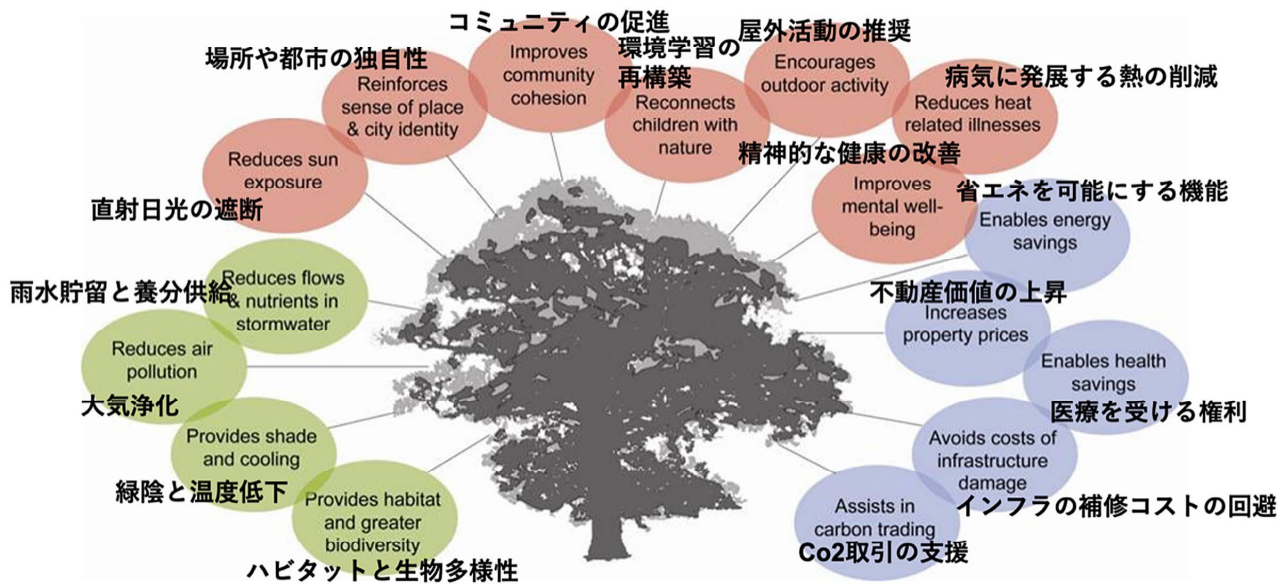 コミュニティの促進
Improves
community
cohesion
場所や都市の独自性
Reinforces
sense of place
& city identity
環境学習の
再構築
Reconnects
children with
nature
屋外活動の推奨
Encourages
outdoor activity
病気に発展する熱の削減
Reduces heat
related illnesses
Reduces sun
exposure
直射日光の遮断
精神的な健康の改善
Improves
mental well-
being
省エネを可能にする機能
Enables energy
savings
雨水貯留と養分供給
Reduces flows
& nutrients in
stormwater
不動産価値の上昇
Increases
property prices
Reduces air
pollution
大気浄化
Enables health
savings
医療を受ける権利
Provides shade
and cooling
緑陰と温度低下
Avoids costs of
infrastructure
damage
インフラの補修コストの回避
Provides habitat
and greater
biodiversity
ハビタットと生物多様性
Assists in
carbon trading
Co2取引の支援